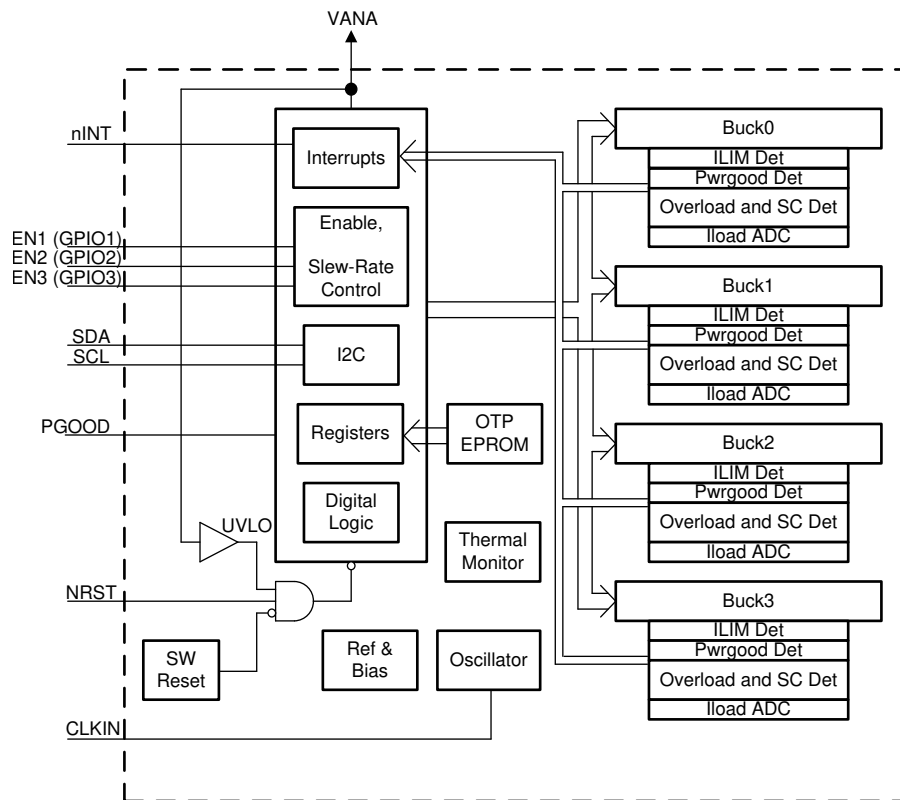 VANA
nINT
Interrupts
EN1 (GPIO1)
EN2 (GPIO2)
EN3 (GPIO3)
Enable,
Slew-Rate
Control
SDA
SCL
I2C
PGOOD
Registers
OTP
EPROM
Digital
Logic
UVLO
Thermal
Monitor
NRST
SW
Reset
Ref &
Bias
Oscillator
CLKIN
Buck0
ILIM Det
Pwrgood Det
Overload and SC Det
Iload ADC
Buck1
ILIM Det
Pwrgood Det
Overload and SC Det
Iload ADC
Buck2
ILIM Det
Pwrgood Det
Overload and SC Det
Iload ADC
Buck3
ILIM Det
Pwrgood Det
Overload and SC Det
Iload ADC